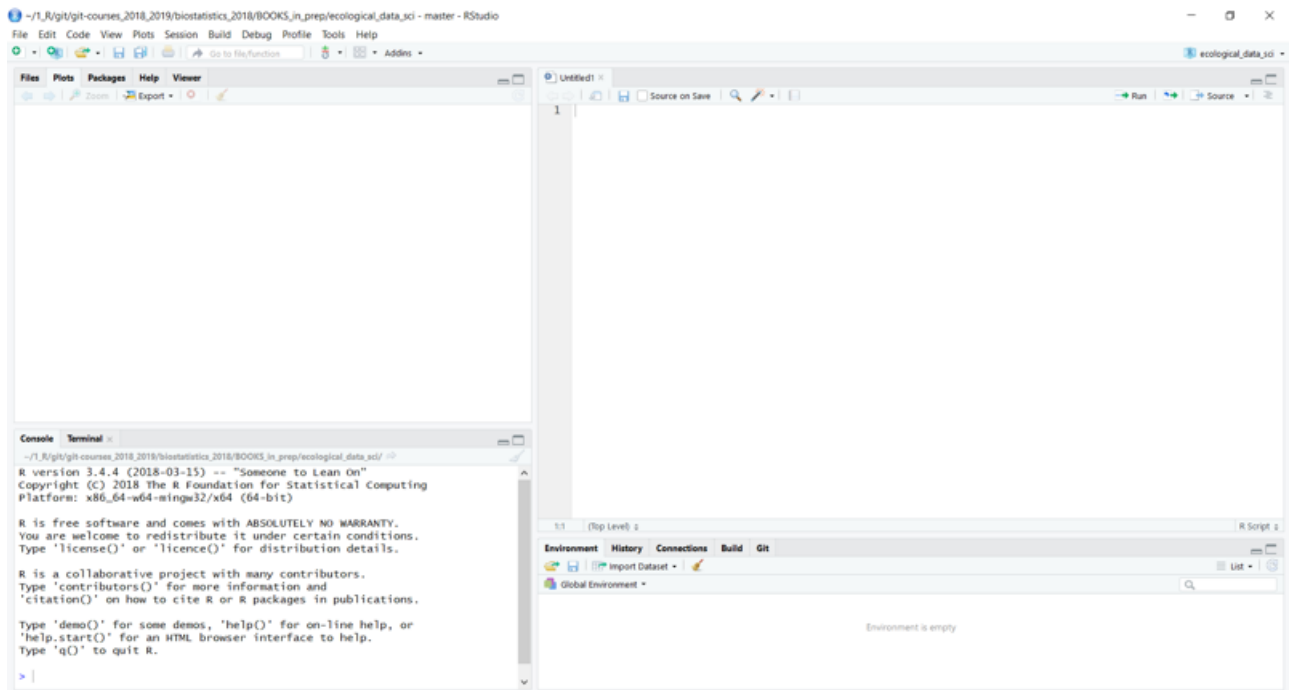 ~/1_R/git/git-courses_2018_2019/biostatistics_2018/BOOKS_in_prep/ecological_data_sci - master - RStudio
File Edit Code View Plots Session Build Debug Profile Tools Help
Go to file/function Addins ecological_data_sci
Files Plots Packages Help Viewer
Zoom Export
Untitled1
Source on Save Run Source
1
Console Terminal
~/1_R/git/git-courses_2018_2019/biostatistics_2018/BOOKS_in_prep/ecological_data_sci/
R version 3.4.4 (2018-03-15) -- "Someone to Lean On"
Copyright (C) 2018 The R Foundation for Statistical Computing
Platform: x86_64-w64-mingw32/x64 (64-bit)
R is free software and comes with ABSOLUTELY NO WARRANTY.
You are welcome to redistribute it under certain conditions.
Type 'license()' or 'licence()' for distribution details.
R is a collaborative project with many contributors.
Type 'contributors()' for more information and
'citation()' on how to cite R or R packages in publications.
Type 'demo()' for some demos, 'help()' for on-line help, or
'help.start()' for an HTML browser interface to help.
Type 'q()' to quit R.
>
1:1 (Top Level) R Script
Environment History Connections Build Git
Import Dataset List
Global Environment
Environment is empty